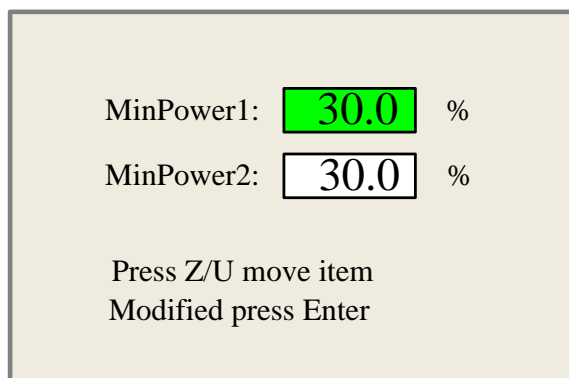 MinPower1: 30.0 %
MinPower2: 30.0 %
Press Z/U move item
Modified press Enter